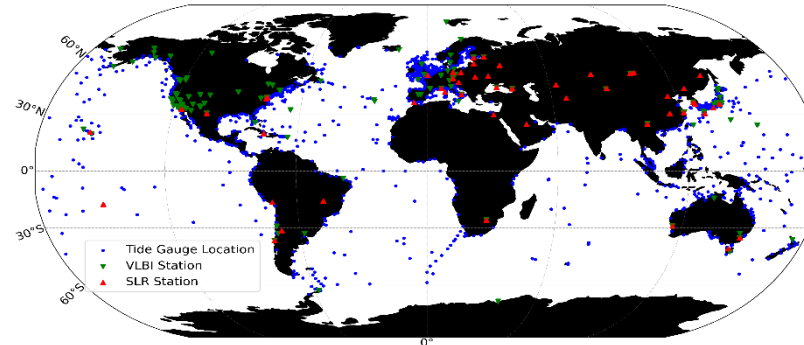 60°N
30°N
0°
30°S
60°S
Tide Gauge Location
VLBI Station
SLR Station
0°